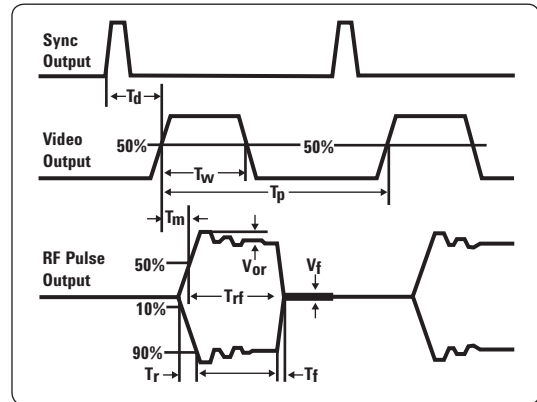 Sync
Output
Td
Video
Output
50%
50%
Tw
Tp
Tm
RF Pulse
Output
50%
Vor
Vf
Trf
10%
90%
Tr
Tf